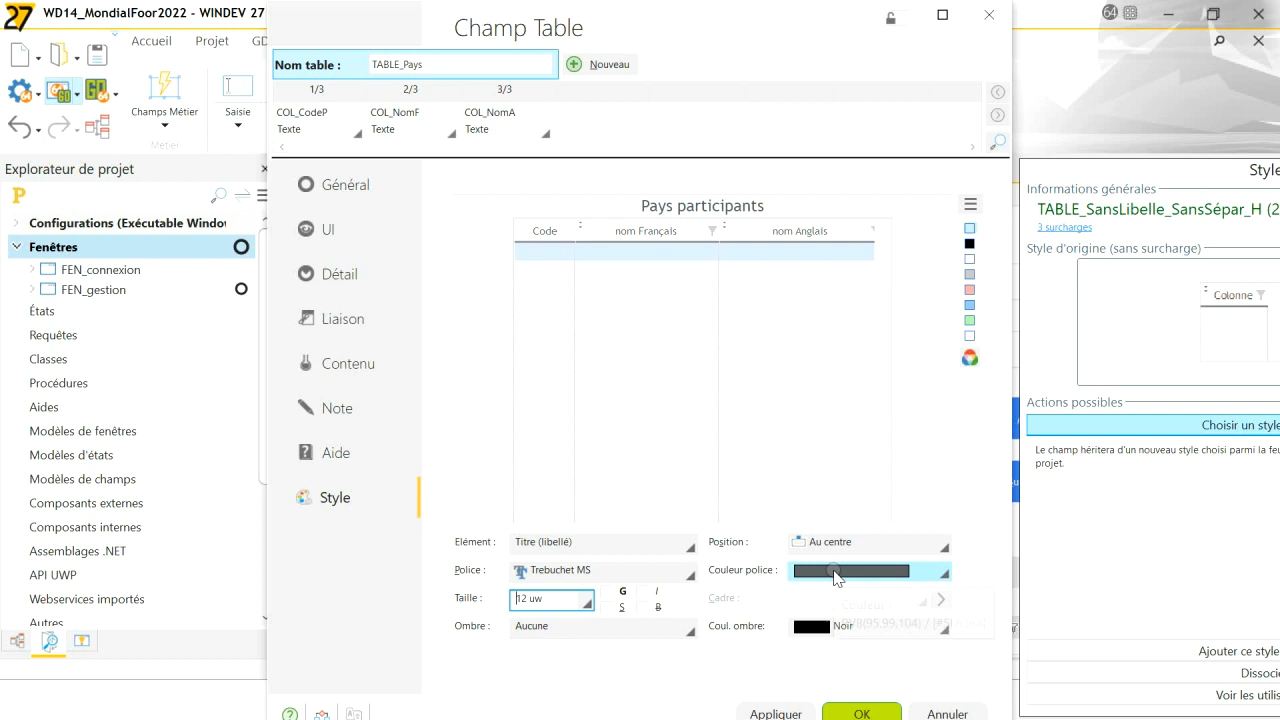 27 WD14_MondialFoor2022 - WINDEV 27
Champ Table
64
Accueil Projet
Nom table : TABLE_Pays Nouveau
Champs Métier
Saisie
Métier
1/3 2/3 3/3
COL_CodeP COL_NomF COL_NomA
Texte Texte Texte
Explorateur de projet
Configurations (Exécutable Windo
Fenêtres
FEN_connexion
FEN_gestion
États
Requêtes
Classes
Procédures
Aides
Modèles de fenêtres
Modèles d'états
Modèles de champs
Composants externes
Composants internes
Assemblages .NET
API UWP
Webservices importés
Autres
Général
UI
Détail
Liaison
Contenu
Note
Aide
Style
Pays participants
Code nom Français nom Anglais
Elément : Titre (libellé) Position : Au centre
Police : Trebuchet MS Couleur police :
Taille : 12 uw G I Cadre :
S B
Ombre : Aucune Coul. ombre: Noir
Appliquer OK Annuler
Style
Informations générales
TABLE_SansLibelle_SansSépar_H (2
3 surcharges
Style d'origine (sans surcharge)
Colonne
Actions possibles
Choisir un style
Le champ héritera d'un nouveau style choisi parmi la feu
projet.
Ajouter ce style
Dissocie
Voir les utilis